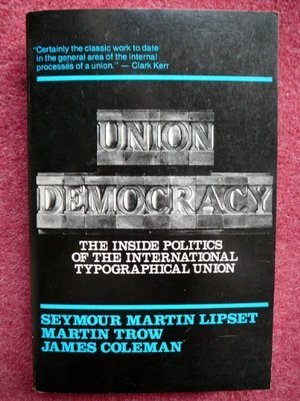 "Certainly the classic work to date
in the general area of the internal
processes of a union." — Clark Kerr
UNION
DEMOCRACY
THE INSIDE POLITICS
OF THE INTERNATIONAL
TYPOGRAPHICAL UNION
SEYMOUR MARTIN LIPSET
MARTIN TROW
JAMES COLEMAN